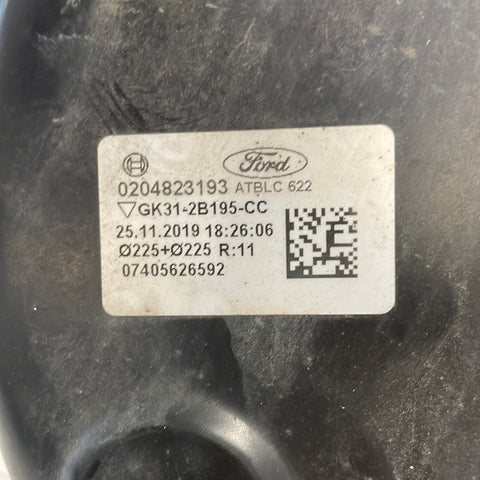 Ford
0204823193 ATBLC 622
▽GK31-2B195-CC
25.11.2019 18:26:06
Ø225+Ø225 R:11
07405626592